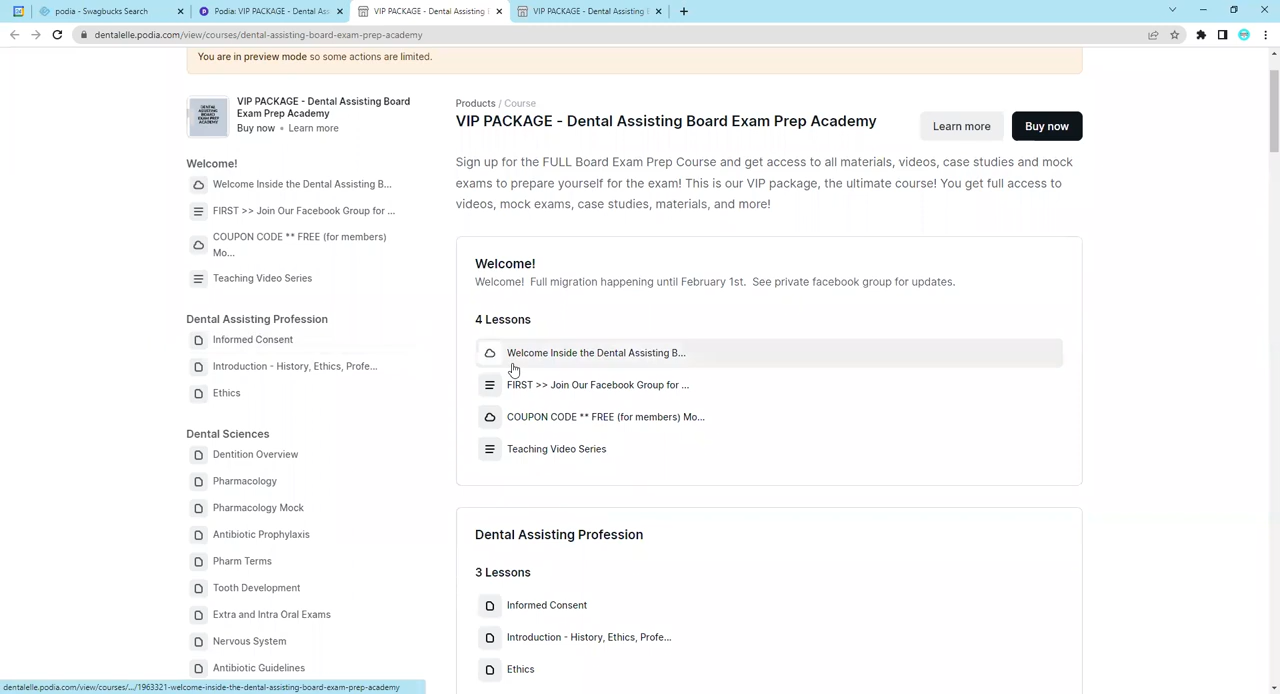 podia - Swagbucks Search
Podia: VIP PACKAGE - Dental Ass
VIP PACKAGE - Dental Assisting
VIP PACKAGE - Dental Assisting
dentalelle.podia.com/view/courses/dental-assisting-board-exam-prep-academy
You are in preview mode so some actions are limited.
VIP PACKAGE - Dental Assisting Board
Exam Prep Academy
Buy now • Learn more
Welcome!
Welcome Inside the Dental Assisting B...
FIRST >> Join Our Facebook Group for ...
COUPON CODE ** FREE (for members)
Mo...
Teaching Video Series
Dental Assisting Profession
Informed Consent
Introduction - History, Ethics, Profe...
Ethics
Dental Sciences
Dentition Overview
Pharmacology
Pharmacology Mock
Antibiotic Prophylaxis
Pharm Terms
Tooth Development
Extra and Intra Oral Exams
Nervous System
Antibiotic Guidelines
Products / Course
VIP PACKAGE - Dental Assisting Board Exam Prep Academy
Learn more
Buy now
Sign up for the FULL Board Exam Prep Course and get access to all materials, videos, case studies and mock
exams to prepare yourself for the exam! This is our VIP package, the ultimate course! You get full access to
videos, mock exams, case studies, materials, and more!
Welcome!
Welcome! Full migration happening until February 1st. See private facebook group for updates.
4 Lessons
Welcome Inside the Dental Assisting B...
FIRST >> Join Our Facebook Group for ...
COUPON CODE ** FREE (for members) Mo...
Teaching Video Series
Dental Assisting Profession
3 Lessons
Informed Consent
Introduction - History, Ethics, Profe...
Ethics
dentalelle.podia.com/view/courses/.../1963321-welcome-inside-the-dental-assisting-board-exam-prep-academy